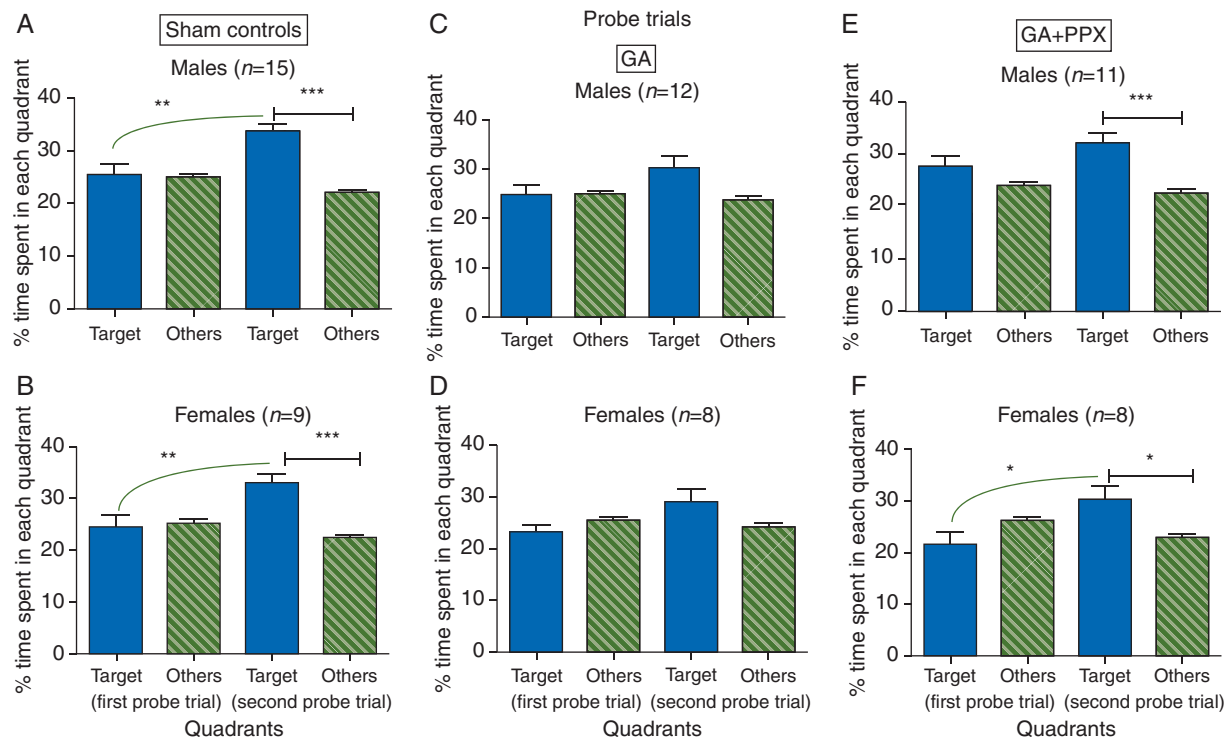 A
Sham controls
Males (n=15)
% time spent in each quadrant
40
30
20
10
0
**
***
Target
Others
Target
Others
B
Females (n=9)
% time spent in each quadrant
40
30
20
10
0
**
***
Target
Others
Target
Others
(first probe trial)
(second probe trial)
Quadrants
C
Probe trials
GA
Males (n=12)
% time spent in each quadrant
40
30
20
10
0
Target
Others
Target
Others
D
Females (n=8)
% time spent in each quadrant
40
30
20
10
0
Target
Others
Target
Others
(first probe trial)
(second probe trial)
Quadrants
E
GA+PPX
Males (n=11)
% time spent in each quadrant
40
30
20
10
0
***
Target
Others
Target
Others
F
Females (n=8)
% time spent in each quadrant
40
30
20
10
0
*
*
Target
Others
Target
Others
(first probe trial)
(second probe trial)
Quadrants